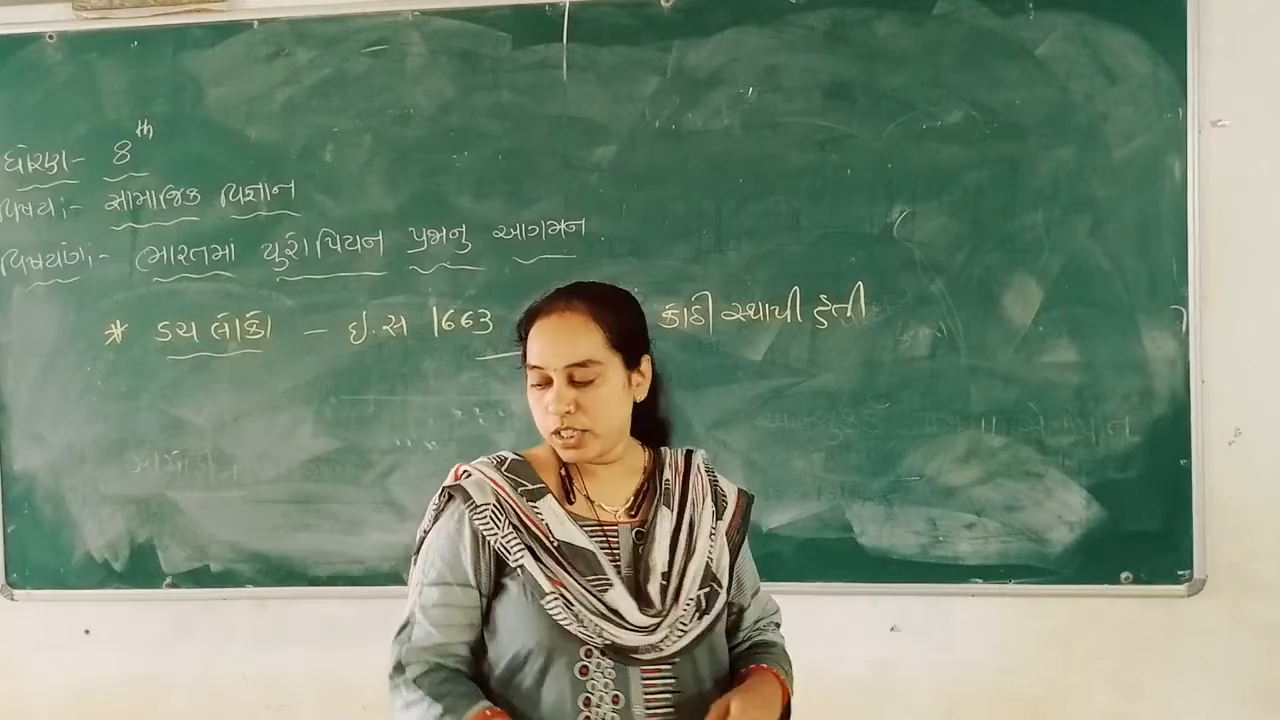 ધોરણ:- 8th
વિષય:- સામાજિક વિજ્ઞાન
વિષયાંગ:- ભારતમાં યુરોપિયન પ્રજાનુ આગમન
* ડચ લોકો - ઇ.સ 1663 કોઠી સ્થાપી હતી